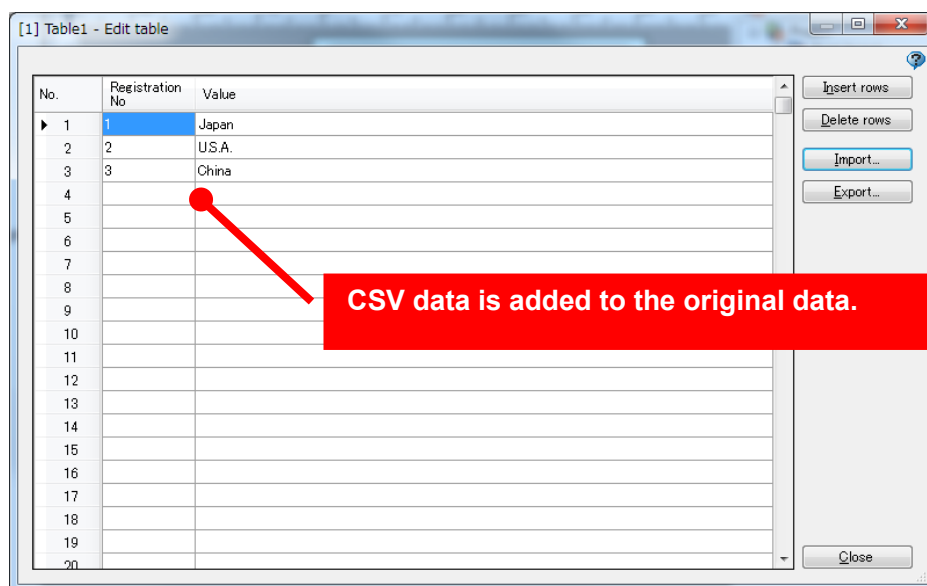 [1] Table1 - Edit table
No.
Registration
No
Value
Insert rows
1 1 Japan
Delete rows
2 2 U.S.A.
Import...
3 3 China
4
Export...
5
6
7
8
CSV data is added to the original data.
9
10
11
12
13
14
15
16
17
18
19
Close
20